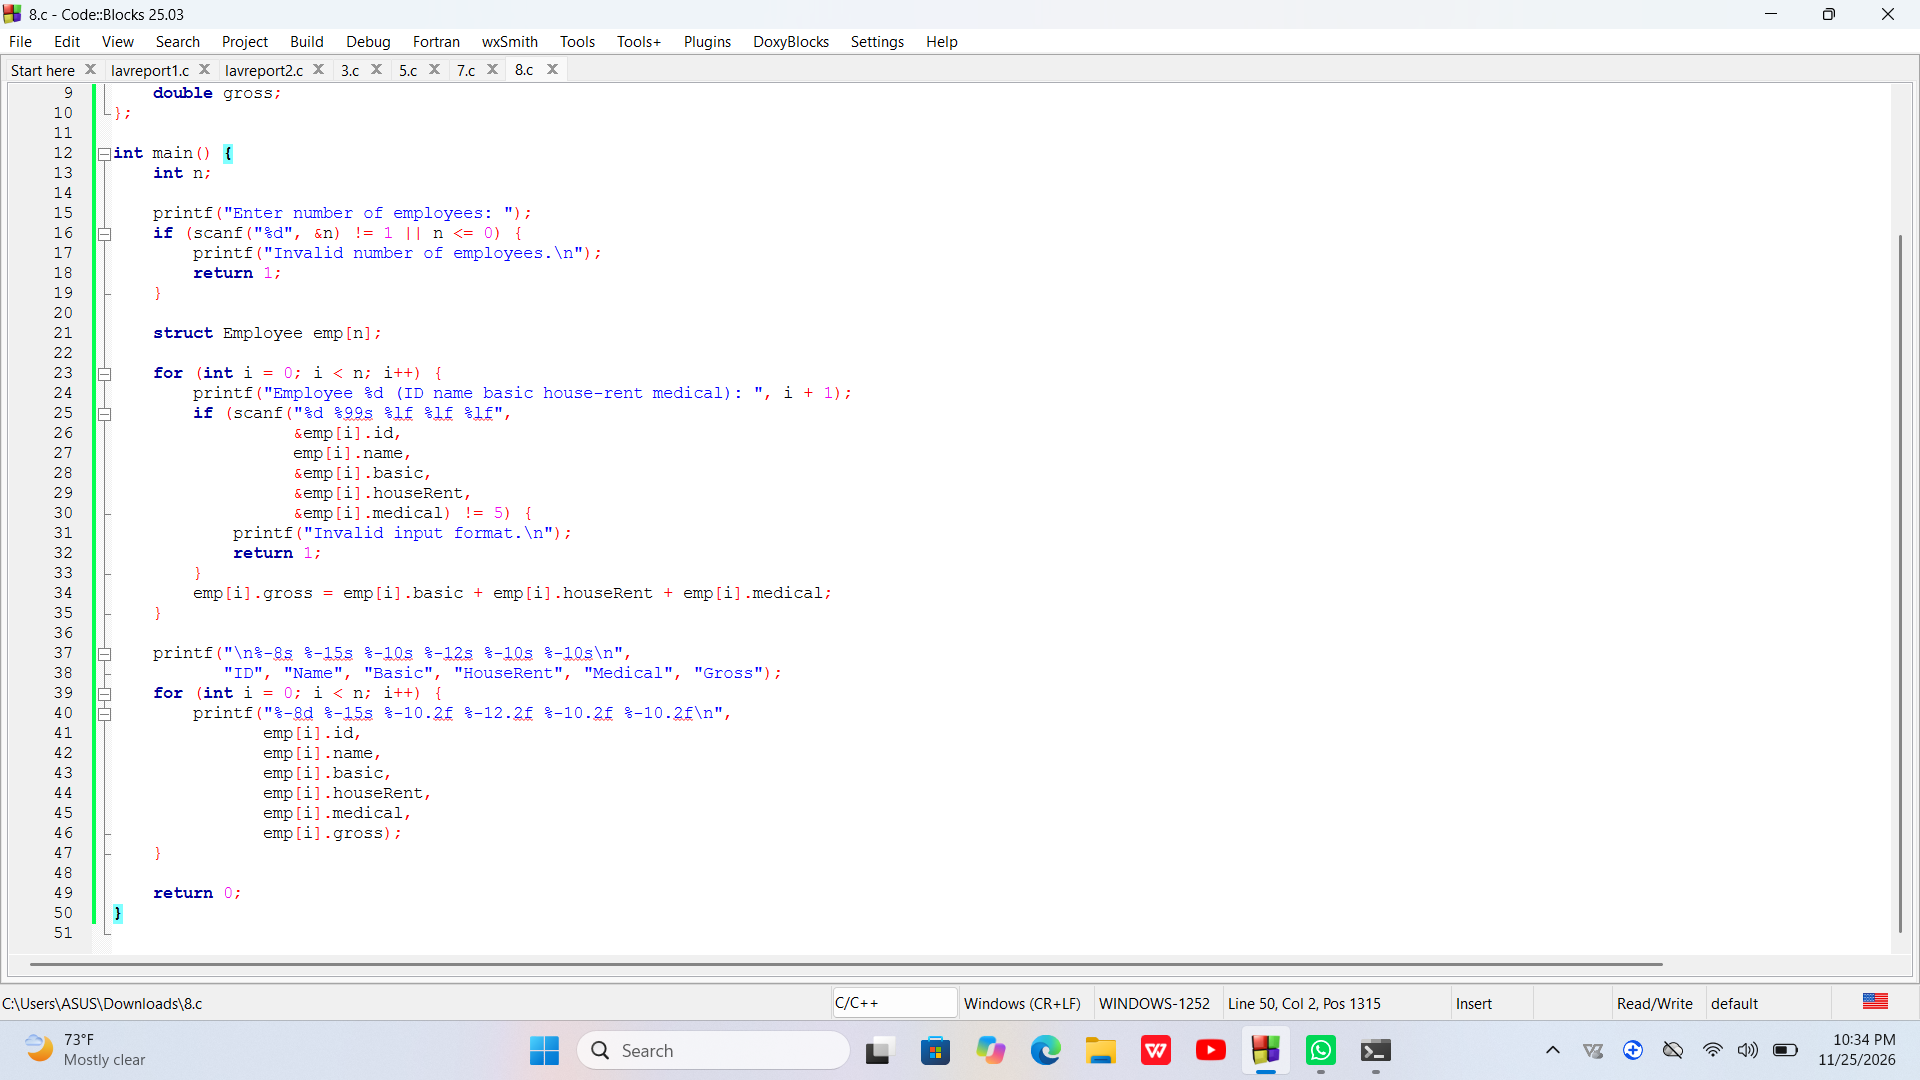 8.c - Code::Blocks 25.03
File Edit View Search Project Build Debug Fortran wxSmith Tools Tools+ Plugins DoxyBlocks Settings Help
Start here lavreport1.c lavreport2.c 3.c 5.c 7.c 8.c
9 double gross;
10 };
11
12 int main() {
13 int n;
14
15 printf("Enter number of employees: ");
16 if (scanf("%d", &n) != 1 || n <= 0) {
17 printf("Invalid number of employees.\n");
18 return 1;
19 }
20
21 struct Employee emp[n];
22
23 for (int i = 0; i < n; i++) {
24 printf("Employee %d (ID name basic house-rent medical): ", i + 1);
25 if (scanf("%d %99s %lf %lf %lf",
26 &emp[i].id,
27 emp[i].name,
28 &emp[i].basic,
29 &emp[i].houseRent,
30 &emp[i].medical) != 5) {
31 printf("Invalid input format.\n");
32 return 1;
33 }
34 emp[i].gross = emp[i].basic + emp[i].houseRent + emp[i].medical;
35 }
36
37 printf("\n%-8s %-15s %-10s %-12s %-10s %-10s\n",
38 "ID", "Name", "Basic", "HouseRent", "Medical", "Gross");
39 for (int i = 0; i < n; i++) {
40 printf("%-8d %-15s %-10.2f %-12.2f %-10.2f %-10.2f\n",
41 emp[i].id,
42 emp[i].name,
43 emp[i].basic,
44 emp[i].houseRent,
45 emp[i].medical,
46 emp[i].gross);
47 }
48
49 return 0;
50 }
51
C:\Users\ASUS\Downloads\8.c C/C++ Windows (CR+LF) WINDOWS-1252 Line 50, Col 2, Pos 1315 Insert Read/Write default
73°F
Mostly clear
Search
10:34 PM
11/25/2026